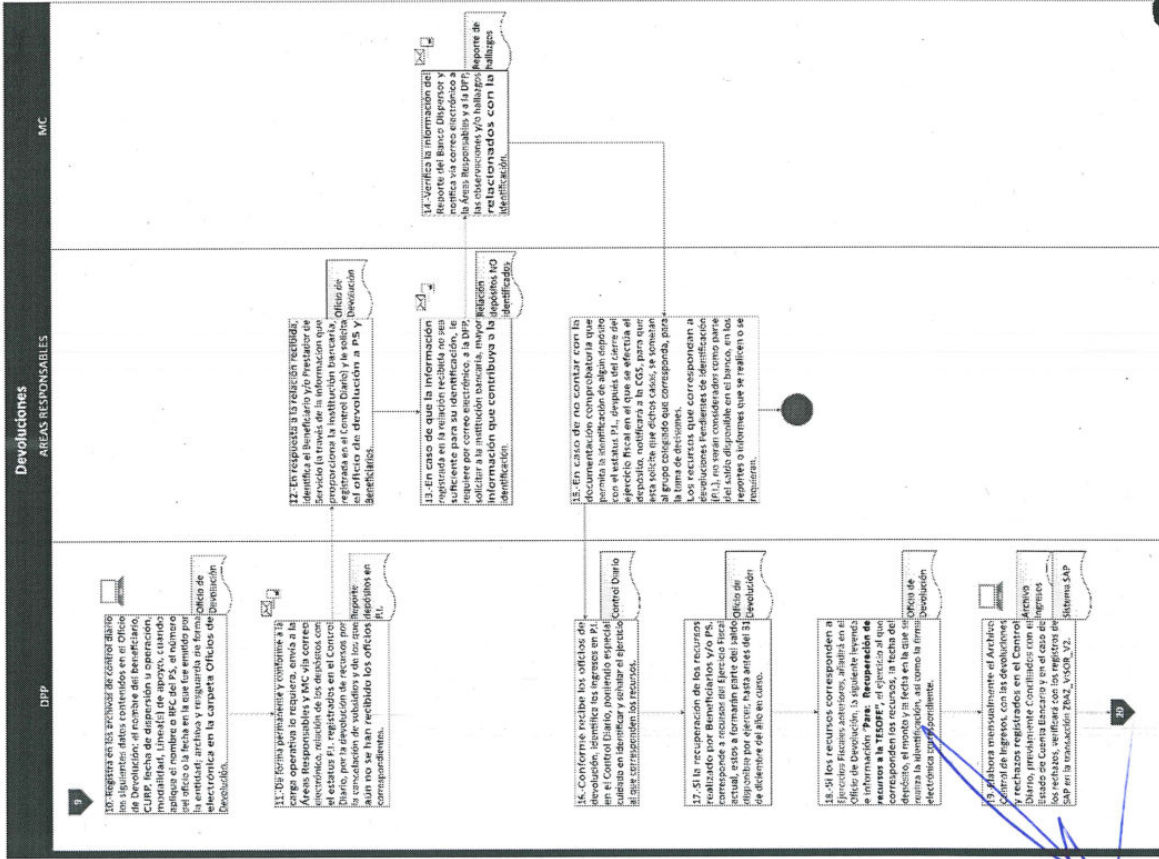 Devoluciones
DPP
AREAS RESPONSABLES
MC
9
10.-Registra en los archivos de control diario
los siguientes datos contenidos en el Oficio
de Devolución; el nombre del beneficiario,
CURP, fecha de dispersión u operación,
modalidad, Linea(s) de apoyo, cuando
aplique el nombre o RFC del PS, el número
del oficio o la fecha en la que fue emitido por
la entidad; archiva y resguarda de forma
electrónica en la carpeta Oficios de
Devolución.
Oficio de
Devolución
11.-De forma permanente y conforme a la
carga operativa lo requiera, envía a la
Áreas Responsables y MC vía correo
electrónico, relación de los depósitos con
el estatus P.I. registrados en el Control
Diario, por la devolución de recursos por
la cancelación de subsidios y de los que
aún no se han recibido los oficios
correspondientes.
Reporte
depósitos en
P.I.
12.-En respuesta a la relación recibida,
identifica el Beneficiario y/o Prestador de
Servicio (a través de la información que
proporciona la institución bancaria,
registrada en el Control Diario) y le solicita
el oficio de devolución a PS y
Beneficiarios.
Oficio de
Devolución
13.-En caso de que la información
registrada en la relación recibida no sea
suficiente para su identificación, le
requiere por correo electrónico, a la DPP,
solicitar a la institución bancaria, mayor
información que contribuya a la
identificación.
Relación
depósitos NO
identificados
14.-Verifica la información del
Reporte del Banco Dispersor y
notifica vía correo electrónico a
la Áreas Responsables y a la DPP,
las observaciones y/o hallazgos
relacionados con la
identificación.
Reporte de
hallazgos
15.-En caso de no contar con la
documentación comprobatoria que
permita la identificación de algún depósito
con el estatus P.I., después del cierre del
ejercicio fiscal en el que se efectúa el
depósito, notificará a la CGS, para que
esta solicite que dichos casos, se sometan
al grupo colegiado que corresponda, para
la toma de decisiones.
Los recursos que correspondan a
devoluciones Pendientes de Identificación
(P.I.), no serán considerados como parte
del saldo disponible en el banco, en los
reportes o informes que se realicen o se
requieran.
16.-Conforme recibe los oficios de
devolución, identifica los ingresos en P.I.
en el Control Diario, poniendo especial
cuidado en identificar y señalar el ejercicio
al que corresponden los recursos.
Control Diario
17.-Si la recuperación de los recursos
realizado por Beneficiarios y/o PS,
corresponde a recursos del Ejercicio Fiscal
actual, estos a formarán parte del saldo
disponible por ejercer, hasta antes del 31
de diciembre del año en curso.
Oficio de
Devolución
18.-Si los recursos corresponden a
Ejercicios Fiscales anteriores, añadirá en el
Oficio de Devolución, la siguiente leyenda
e información "Para: Recuperación de
recursos a la TESOFE", el ejercicio al que
corresponden los recursos, la fecha del
depósito, el monto y la fecha en la que se
realiza la identificación, así como la firma
electrónica correspondiente.
Oficio de
Devolución
19.-Elabora mensualmente el Archivo
Control de Ingresos, con las devoluciones
y rechazos registrados en el Control
Diario, previamente Conciliados con el
Estado de Cuenta Bancario y en el caso de
los rechazos, verificará con los registros de
SAP en la transacción ZBAZ_VISOR_V2.
Archivo
Ingresos
Sistema SAP
20